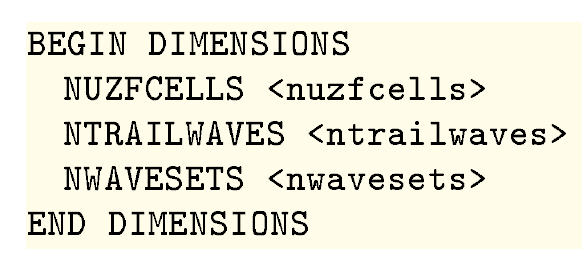 BEGIN DIMENSIONS
  NUZFCELLS <nuzfcells>
  NTRAILWAVES <ntrailwaves>
  NWAVESETS <nwavesets>
END DIMENSIONS